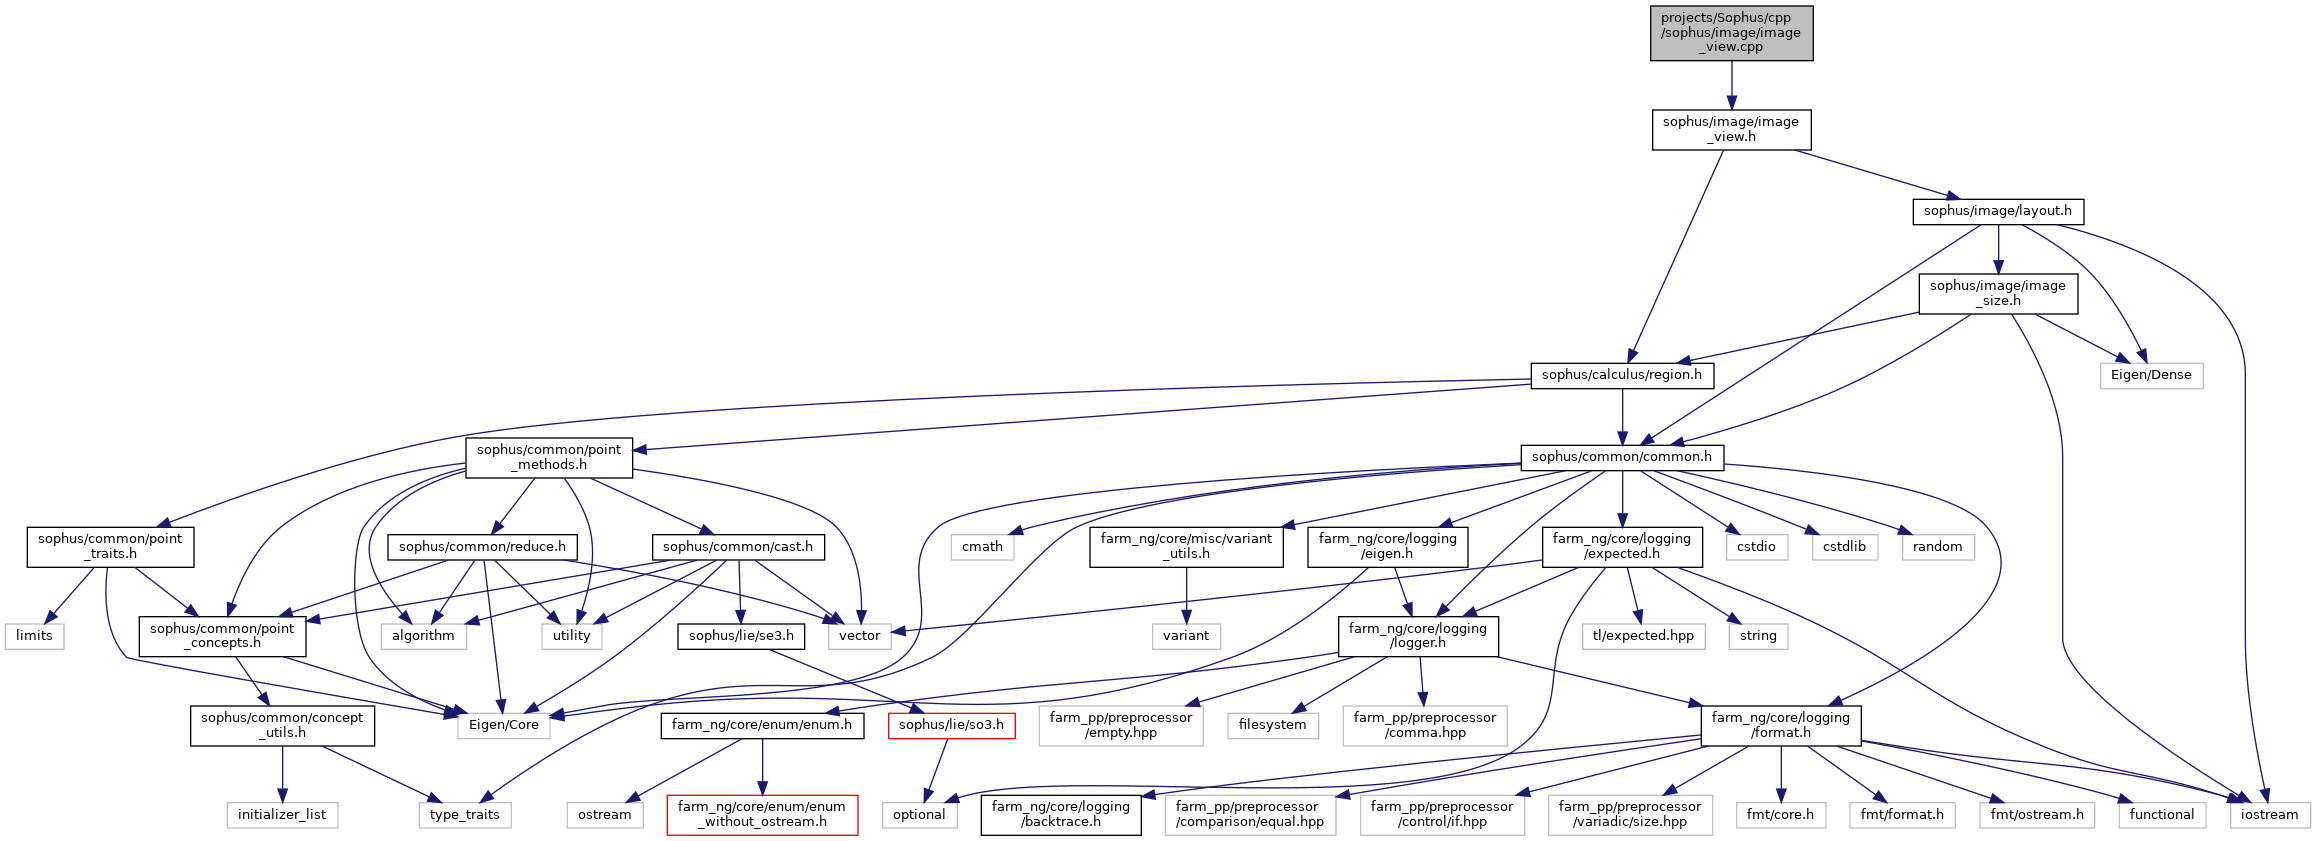 projects/Sophus/cpp
/sophus/image/image
_view.cpp
sophus/image/image
_view.h
sophus/image/layout.h
sophus/image/image
_size.h
sophus/calculus/region.h
Eigen/Dense
sophus/common/point
_methods.h
sophus/common/common.h
sophus/common/point
_traits.h
sophus/common/reduce.h
sophus/common/cast.h
cmath
farm_ng/core/misc/variant
_utils.h
farm_ng/core/logging
/eigen.h
farm_ng/core/logging
/expected.h
cstdio
cstdlib
random
limits
sophus/common/point
_concepts.h
algorithm
utility
sophus/lie/se3.h
vector
variant
farm_ng/core/logging
/logger.h
tl/expected.hpp
string
sophus/common/concept
_utils.h
Eigen/Core
farm_ng/core/enum/enum.h
sophus/lie/so3.h
farm_pp/preprocessor
/empty.hpp
filesystem
farm_pp/preprocessor
/comma.hpp
farm_ng/core/logging
/format.h
initializer_list
type_traits
ostream
farm_ng/core/enum/enum
_without_ostream.h
optional
farm_ng/core/logging
/backtrace.h
farm_pp/preprocessor
/comparison/equal.hpp
farm_pp/preprocessor
/control/if.hpp
farm_pp/preprocessor
/variadic/size.hpp
fmt/core.h
fmt/format.h
fmt/ostream.h
functional
iostream